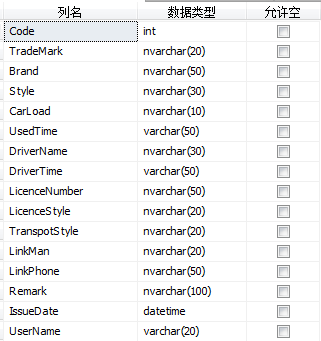 列名 数据类型 允许空
Code int
TradeMark nvarchar(20)
Brand nvarchar(50)
Style nvarchar(30)
CarLoad nvarchar(10)
UsedTime varchar(50)
DriverName nvarchar(30)
DriverTime varchar(50)
LicenceNumber nvarchar(50)
LicenceStyle nvarchar(20)
TranspotStyle nvarchar(20)
LinkMan nvarchar(20)
LinkPhone nvarchar(50)
Remark nvarchar(100)
IssueDate datetime
UserName varchar(20)